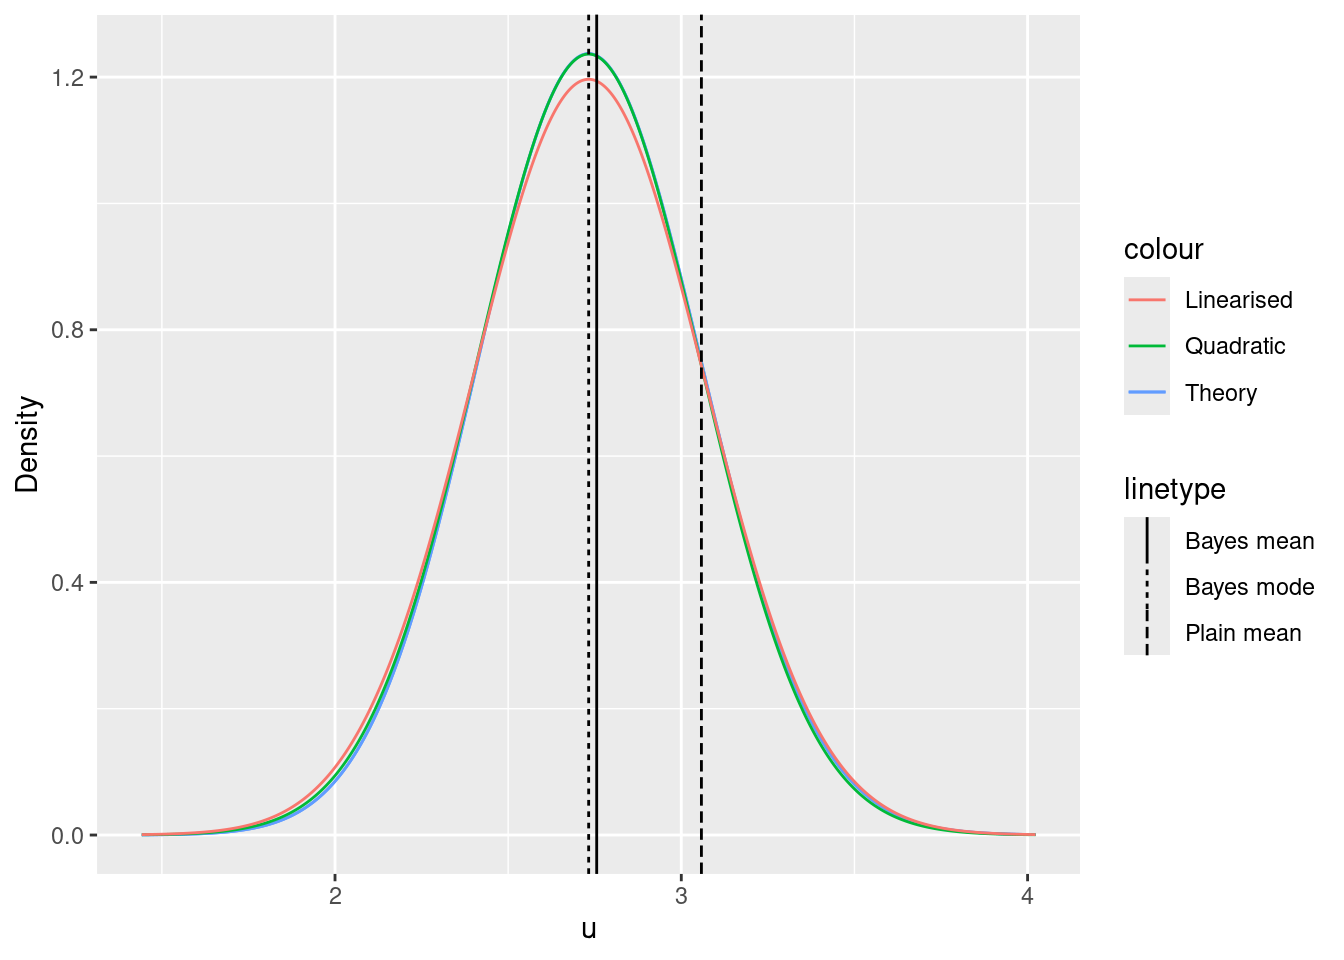 1.2
0.8
0.4
0.0
Density
2
3
4
u
colour
Linearised
Quadratic
Theory
linetype
Bayes mean
Bayes mode
Plain mean